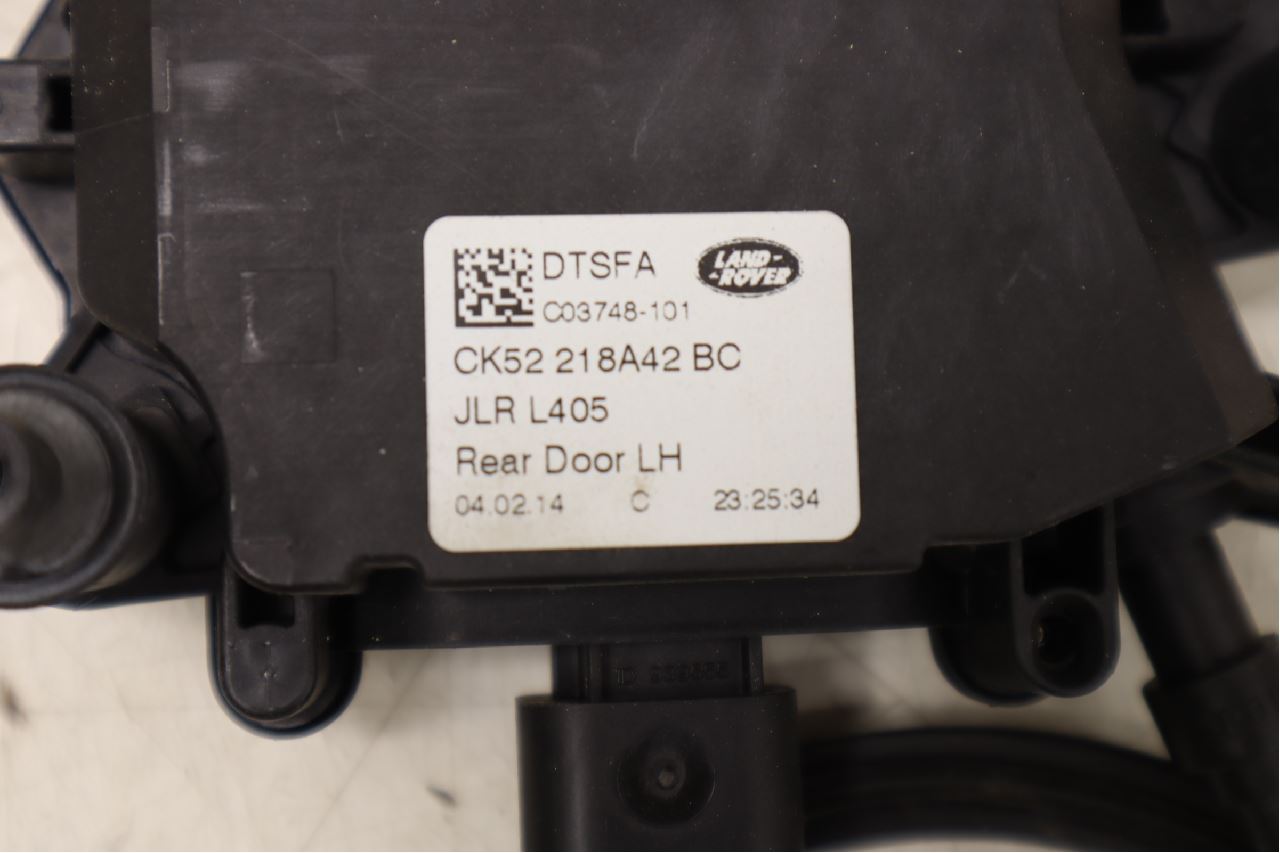 DTSFA
LAND-
-ROVER
C03748-101
CK52 218A42 BC
JLR L405
Rear Door LH
04.02.14 C 23:25:34